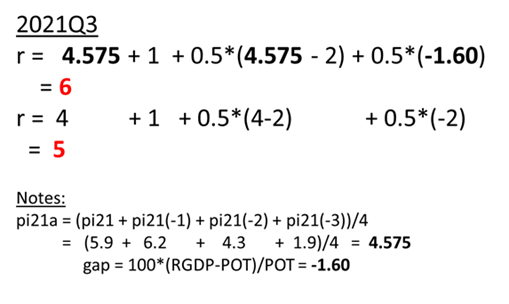 2021Q3
r = 4.575 + 1 + 0.5*(4.575 - 2) + 0.5*(-1.60)
= 6
r = 4 + 1 + 0.5*(4-2) + 0.5*(-2)
= 5
Notes:
pi21a = (pi21 + pi21(-1) + pi21(-2) + pi21(-3))/4
= (5.9 + 6.2 + 4.3 + 1.9)/4 = 4.575
gap = 100*(RGDP-POT)/POT = -1.60